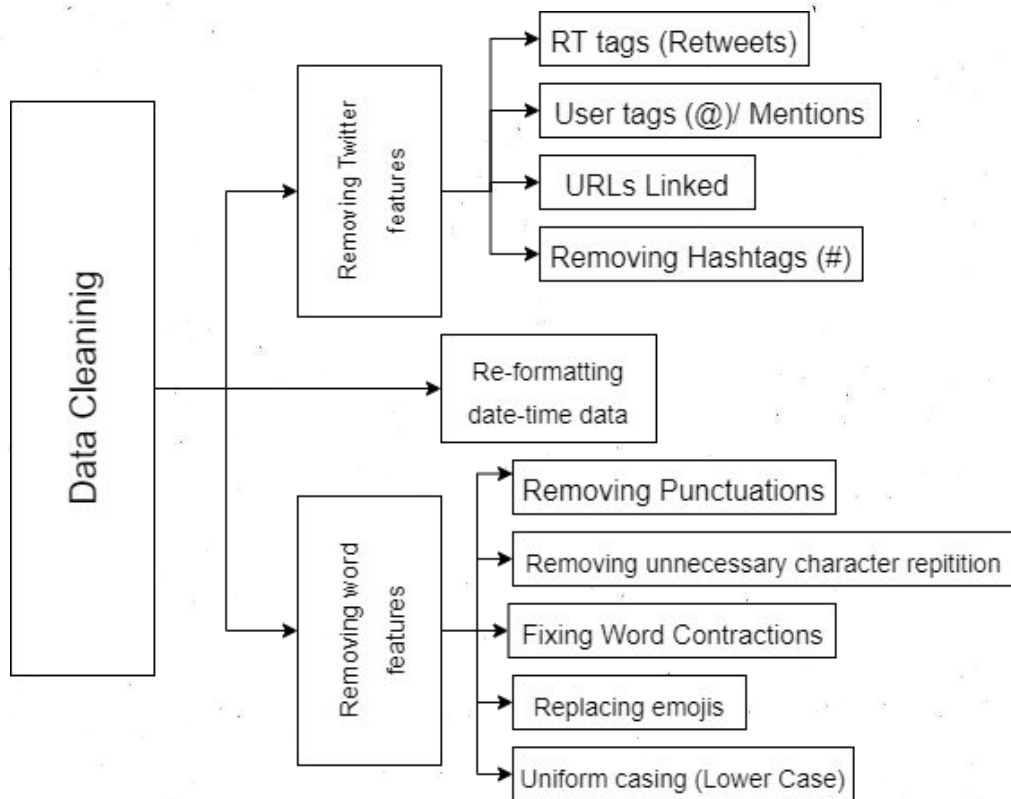 Data Cleaninig
Removing Twitter
features
RT tags (Retweets)
User tags (@)/ Mentions
URLs Linked
Removing Hashtags (#)
Re-formatting
date-time data
Removing word
features
Removing Punctuations
Removing unnecessary character repitition
Fixing Word Contractions
Replacing emojis
Uniform casing (Lower Case)